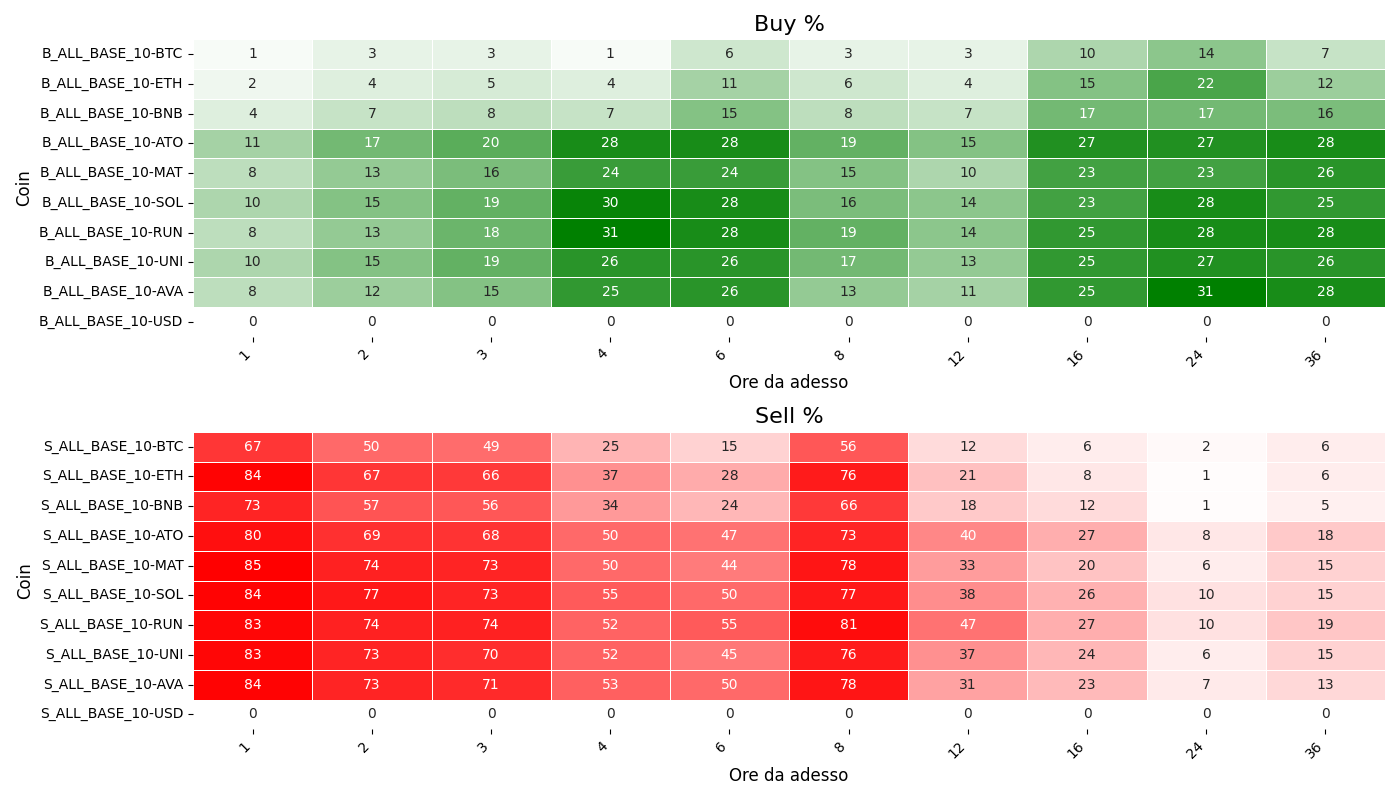 Buy %
Coin
B_ALL_BASE_10-BTC 1 3 3 1 6 3 3 10 14 7
B_ALL_BASE_10-ETH 2 4 5 4 11 6 4 15 22 12
B_ALL_BASE_10-BNB 4 7 8 7 15 8 7 17 17 16
B_ALL_BASE_10-ATO 11 17 20 28 28 19 15 27 27 28
B_ALL_BASE_10-MAT 8 13 16 24 24 15 10 23 23 26
B_ALL_BASE_10-SOL 10 15 19 30 28 16 14 23 28 25
B_ALL_BASE_10-RUN 8 13 18 31 28 19 14 25 28 28
B_ALL_BASE_10-UNI 10 15 19 26 26 17 13 25 27 26
B_ALL_BASE_10-AVA 8 12 15 25 26 13 11 25 31 28
B_ALL_BASE_10-USD 0 0 0 0 0 0 0 0 0 0
1 2 3 4 6 8 12 16 24 36
Ore da adesso
Sell %
Coin
S_ALL_BASE_10-BTC 67 50 49 25 15 56 12 6 2 6
S_ALL_BASE_10-ETH 84 67 66 37 28 76 21 8 1 6
S_ALL_BASE_10-BNB 73 57 56 34 24 66 18 12 1 5
S_ALL_BASE_10-ATO 80 69 68 50 47 73 40 27 8 18
S_ALL_BASE_10-MAT 85 74 73 50 44 78 33 20 6 15
S_ALL_BASE_10-SOL 84 77 73 55 50 77 38 26 10 15
S_ALL_BASE_10-RUN 83 74 74 52 55 81 47 27 10 19
S_ALL_BASE_10-UNI 83 73 70 52 45 76 37 24 6 15
S_ALL_BASE_10-AVA 84 73 71 53 50 78 31 23 7 13
S_ALL_BASE_10-USD 0 0 0 0 0 0 0 0 0 0
1 2 3 4 6 8 12 16 24 36
Ore da adesso